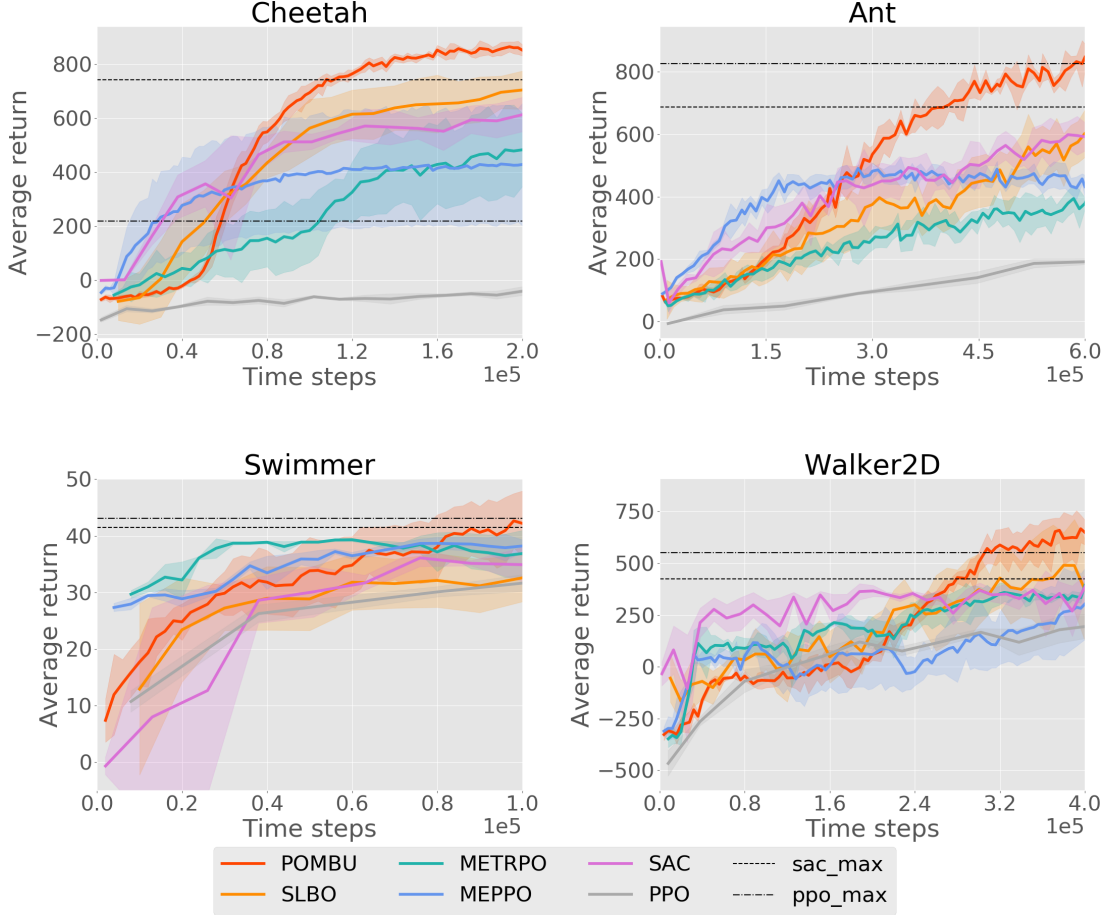 Cheetah
Average return
800
600
400
200
0
−200
0.0 0.4 0.8 1.2 1.6 2.0
Time steps
1e5
Ant
Average return
800
600
400
200
0
0.0 1.5 3.0 4.5 6.0
Time steps
1e5
Swimmer
Average return
50
40
30
20
10
0
0.0 0.2 0.4 0.6 0.8 1.0
Time steps
1e5
Walker2D
Average return
750
500
250
0
−250
−500
0.0 0.8 1.6 2.4 3.2 4.0
Time steps
1e5
POMBU METRPO SAC sac_max
SLBO MEPPO PPO ppo_max